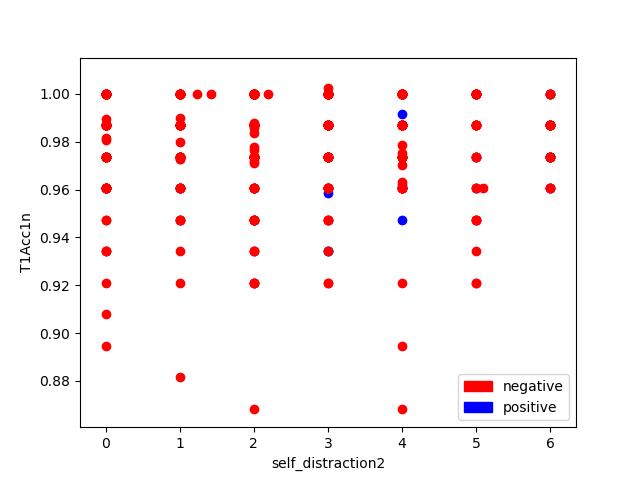 1.00
0.98
0.96
0.94
0.92
0.90
0.88
T1Acc1n
0 1 2 3 4 5 6
self_distraction2
negative
positive